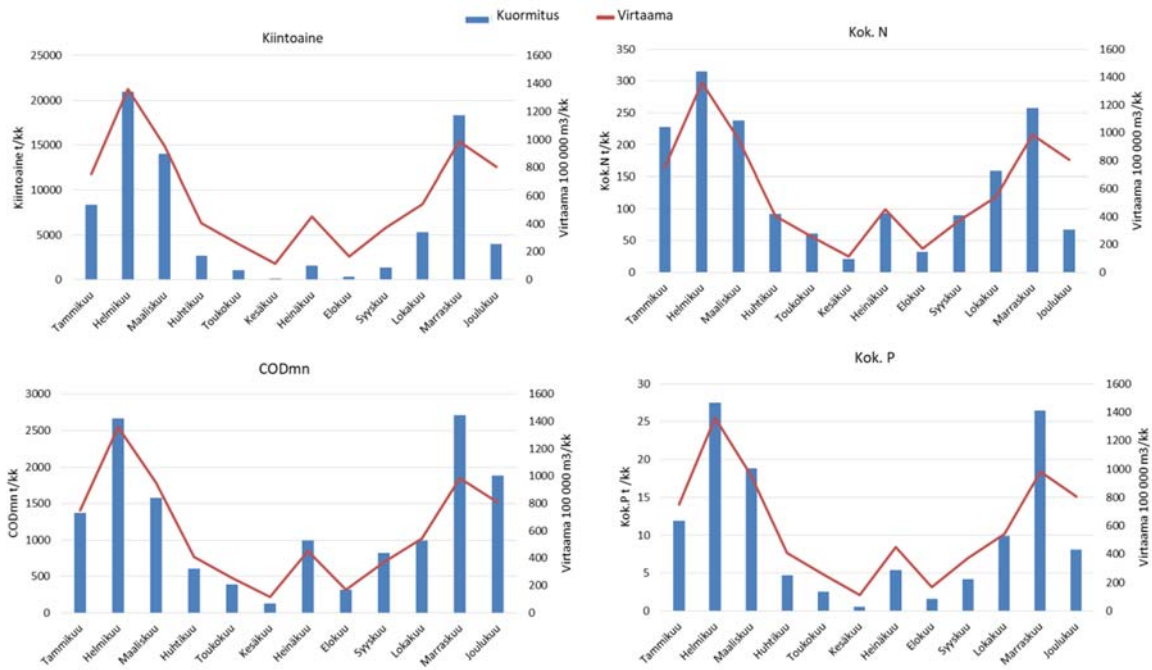 Kuormitus Virtaama
Kiintoaine
25000
20000
15000
10000
5000
0
Kiintoaine t/kk
1600
1400
1200
1000
800
600
400
200
0
Virtaama 100 000 m3/kk
Tammikuu
Helmikuu
Maaliskuu
Huhtikuu
Toukokuu
Kesäkuu
Heinäkuu
Elokuu
Syyskuu
Lokakuu
Marraskuu
Joulukuu
Kok. N
350
300
250
200
150
100
50
0
Kok.N t/kk
1600
1400
1200
1000
800
600
400
200
0
Virtaama 100 000 m3/kk
Tammikuu
Helmikuu
Maaliskuu
Huhtikuu
Toukokuu
Kesäkuu
Heinäkuu
Elokuu
Syyskuu
Lokakuu
Marraskuu
Joulukuu
CODmn
3000
2500
2000
1500
1000
500
0
CODmn t/kk
1600
1400
1200
1000
800
600
400
200
0
Virtaama 100 000 m3/kk
Tammikuu
Helmikuu
Maaliskuu
Huhtikuu
Toukokuu
Kesäkuu
Heinäkuu
Elokuu
Syyskuu
Lokakuu
Marraskuu
Joulukuu
Kok. P
30
25
20
15
10
5
0
Kok.P t /kk
1600
1400
1200
1000
800
600
400
200
0
Virtaama 100 000 m3/kk
Tammikuu
Helmikuu
Maaliskuu
Huhtikuu
Toukokuu
Kesäkuu
Heinäkuu
Elokuu
Syyskuu
Lokakuu
Marraskuu
Joulukuu